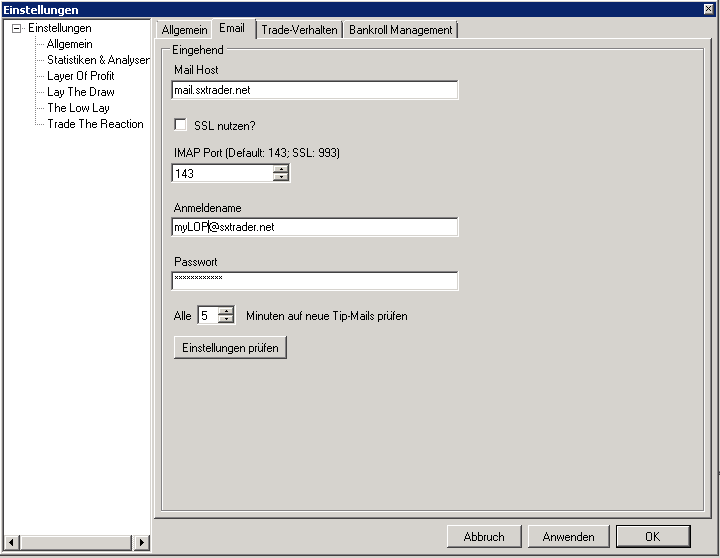 Einstellungen
Einstellungen
Allgemein
Statistiken & Analysen
Layer Of Profit
Lay The Draw
The Low Lay
Trade The Reaction
Allgemein Email Trade-Verhalten Bankroll Management
Eingehend
Mail Host
mail.sxtrader.net
SSL nutzen?
IMAP Port (Default: 143; SSL: 993)
143
Anmeldename
myLOP@sxtrader.net
Passwort
************
Alle 5 Minuten auf neue Tip-Mails prüfen
Einstellungen prüfen
Abbruch Anwenden OK